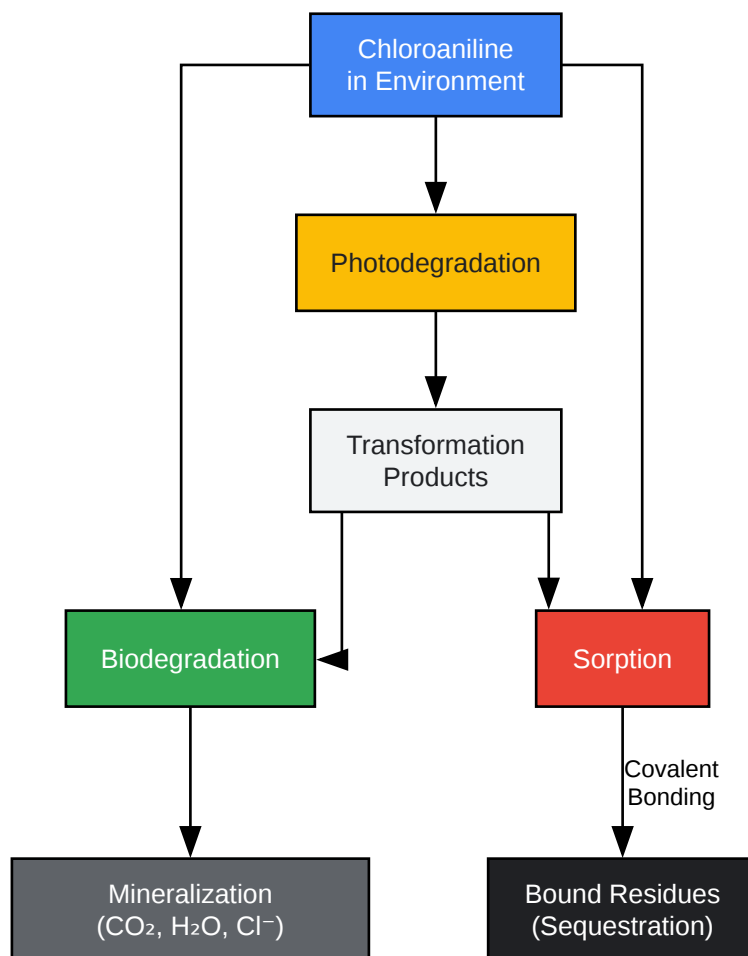 Chloroaniline
in Environment
Photodegradation
Transformation
Products
Biodegradation
Sorption
Covalent
Bonding
Mineralization
(CO₂, H₂O, Cl⁻)
Bound Residues
(Sequestration)